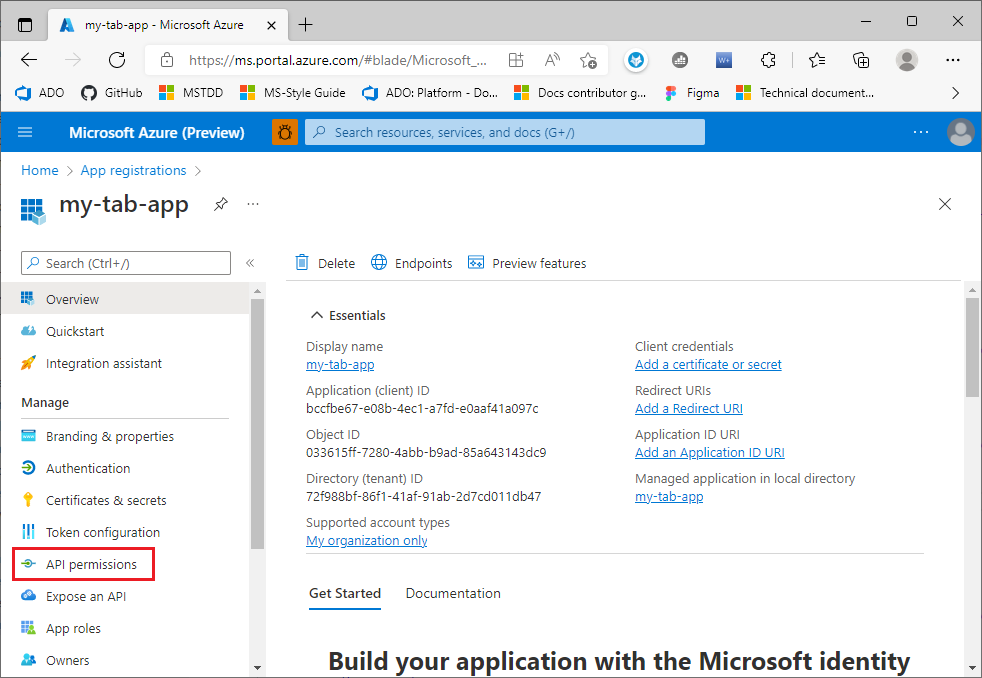 my-tab-app - Microsoft Azure
https://ms.portal.azure.com/#blade/Microsoft_...
ADO
GitHub
MSTDD
MS-Style Guide
ADO: Platform - Do...
Docs contributor g...
Figma
Technical document...
Microsoft Azure (Preview)
Search resources, services, and docs (G+/)
Home > App registrations >
my-tab-app
Search (Ctrl+/)
Delete
Endpoints
Preview features
Overview
Quickstart
Integration assistant
Manage
Branding & properties
Authentication
Certificates & secrets
Token configuration
API permissions
Expose an API
App roles
Owners
Essentials
Display name
my-tab-app
Application (client) ID
bccfbe67-e08b-4ec1-a7fd-e0aaf41a097c
Object ID
033615ff-7280-4abb-b9ad-85a643143dc9
Directory (tenant) ID
72f988bf-86f1-41af-91ab-2d7cd011db47
Supported account types
My organization only
Client credentials
Add a certificate or secret
Redirect URIs
Add a Redirect URI
Application ID URI
Add an Application ID URI
Managed application in local directory
my-tab-app
Get Started
Documentation
Build your application with the Microsoft identity